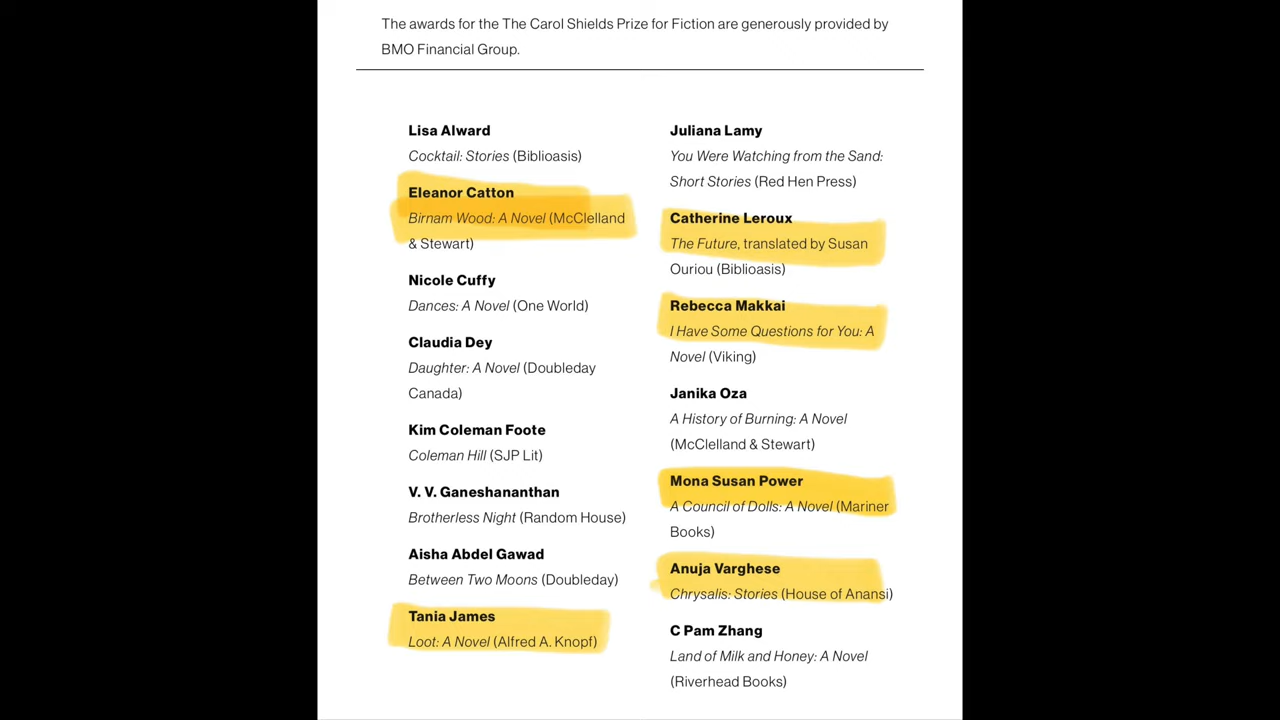 The awards for the The Carol Shields Prize for Fiction are generously provided by
BMO Financial Group.
Lisa Alward
Cocktail: Stories (Biblioasis)
Eleanor Catton
Birnam Wood: A Novel (McClelland
& Stewart)
Nicole Cuffy
Dances: A Novel (One World)
Claudia Dey
Daughter: A Novel (Doubleday
Canada)
Kim Coleman Foote
Coleman Hill (SJP Lit)
V. V. Ganeshananthan
Brotherless Night (Random House)
Aisha Abdel Gawad
Between Two Moons (Doubleday)
Tania James
Loot: A Novel (Alfred A. Knopf)
Juliana Lamy
You Were Watching from the Sand:
Short Stories (Red Hen Press)
Catherine Leroux
The Future, translated by Susan
Ouriou (Biblioasis)
Rebecca Makkai
I Have Some Questions for You: A
Novel (Viking)
Janika Oza
A History of Burning: A Novel
(McClelland & Stewart)
Mona Susan Power
A Council of Dolls: A Novel (Mariner
Books)
Anuja Varghese
Chrysalis: Stories (House of Anansi)
C Pam Zhang
Land of Milk and Honey: A Novel
(Riverhead Books)